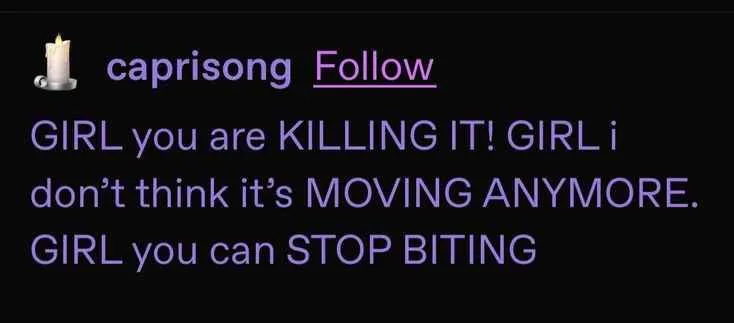 caprisong Follow
GIRL you are KILLING IT! GIRL i
don’t think it’s MOVING ANYMORE.
GIRL you can STOP BITING